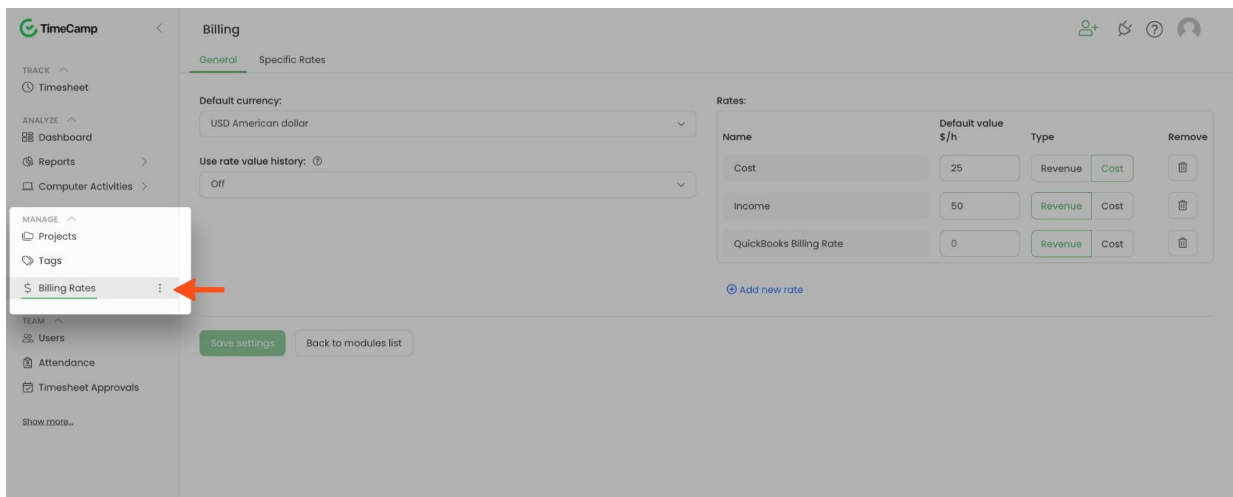 TimeCamp
TRACK
Timesheet
ANALYZE
Dashboard
Reports
Computer Activities
MANAGE
Projects
Tags
$ Billing Rates
TEAM
Users
Attendance
Timesheet Approvals
Show more...
Billing
General Specific Rates
Default currency:
USD American dollar
Use rate value history:
Off
Save settings Back to modules list
Rates:
Name Default value $/h Type Remove
Cost 25 Revenue Cost
Income 50 Revenue Cost
QuickBooks Billing Rate 0 Revenue Cost
Add new rate